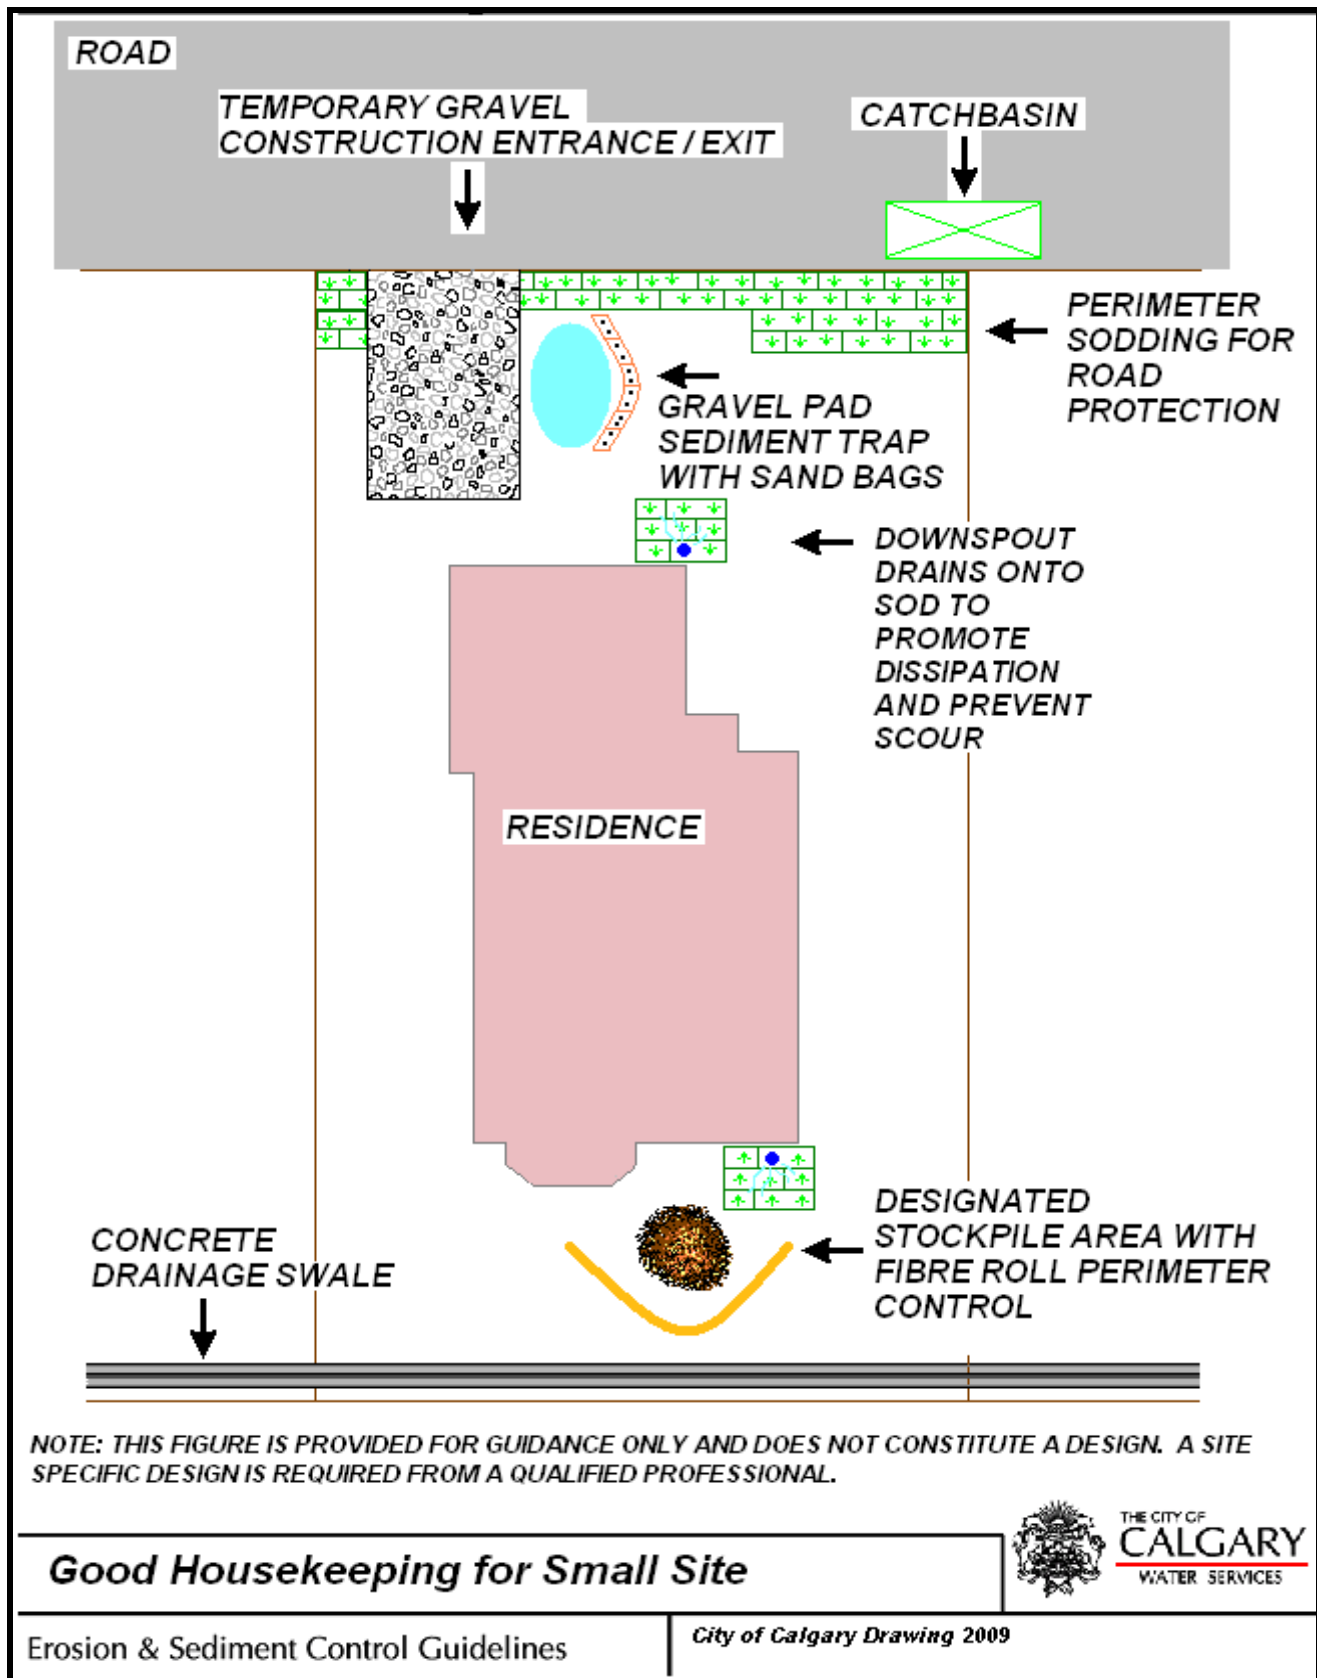 ROAD
TEMPORARY GRAVEL
CONSTRUCTION ENTRANCE / EXIT
CATCHBASIN
PERIMETER
SODDING FOR
ROAD
PROTECTION
GRAVEL PAD
SEDIMENT TRAP
WITH SAND BAGS
DOWNSPOUT
DRAINS ONTO
SOD TO
PROMOTE
DISSIPATION
AND PREVENT
SCOUR
RESIDENCE
DESIGNATED
STOCKPILE AREA WITH
FIBRE ROLL PERIMETER
CONTROL
CONCRETE
DRAINAGE SWALE
NOTE: THIS FIGURE IS PROVIDED FOR GUIDANCE ONLY AND DOES NOT CONSTITUTE A DESIGN. A SITE
SPECIFIC DESIGN IS REQUIRED FROM A QUALIFIED PROFESSIONAL.
THE CITY OF
CALGARY
WATER SERVICES
Good Housekeeping for Small Site
Erosion & Sediment Control Guidelines
City of Calgary Drawing 2009